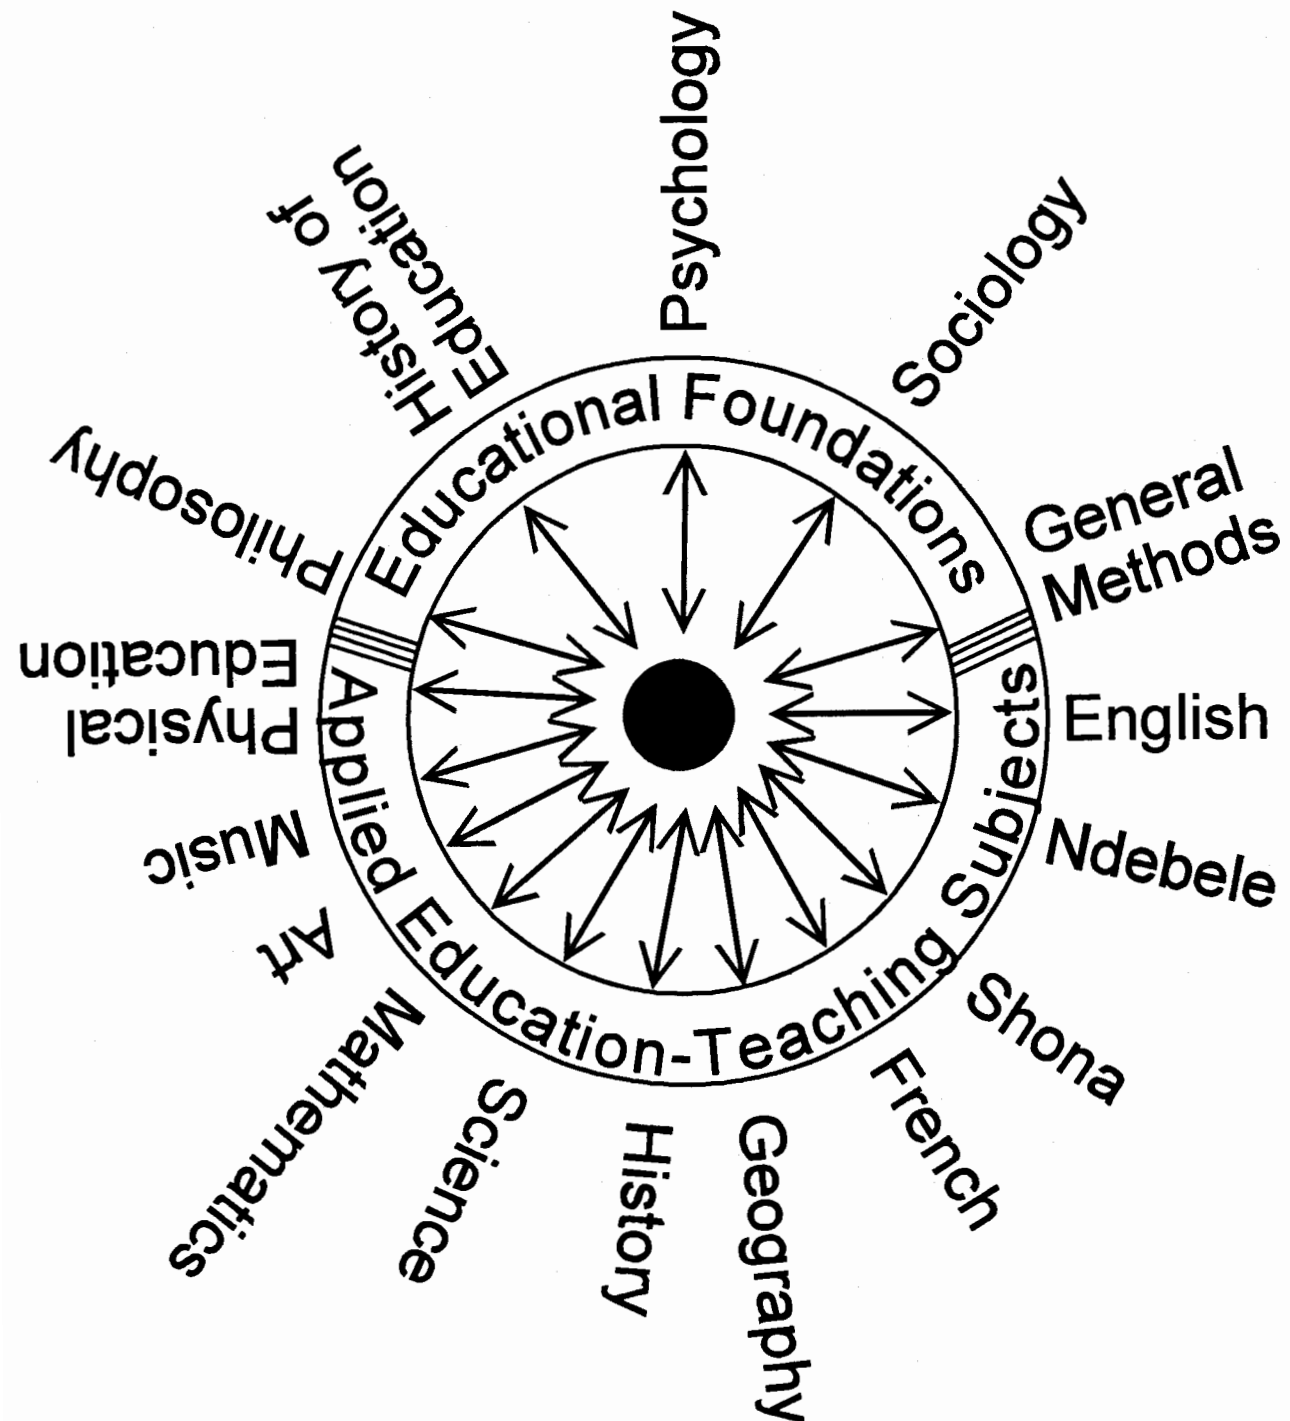 Psychology
Sociology
General
Methods
English
Ndebele
Shona
French
Geography
History
Science
Mathematics
Art
Music
Physical
Education
Philosophy
History of
Education
Educational Foundations
Applied Education-Teaching Subjects